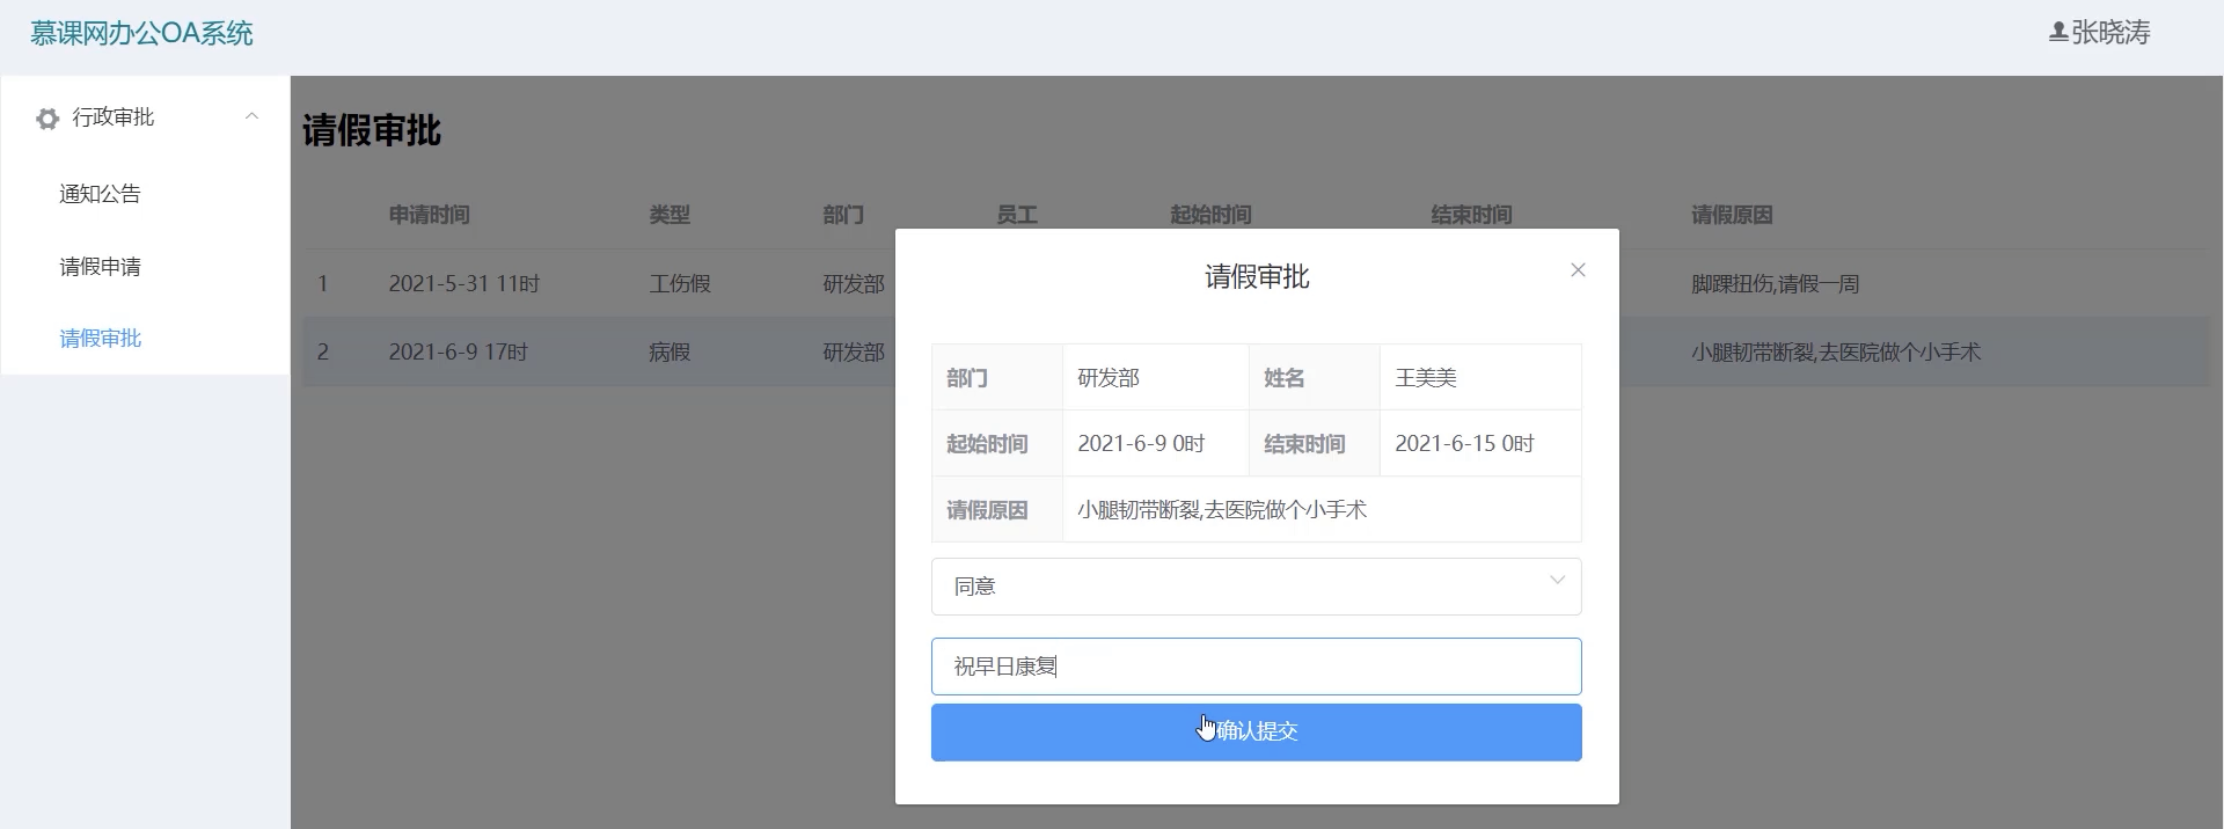 慕课网办公OA系统
张晓涛
行政审批
通知公告
请假申请
请假审批
请假审批
申请时间 类型 部门 员工 起始时间 结束时间 请假原因
1 2021-5-31 11时 工伤假 研发部 脚踝扭伤,请假一周
2 2021-6-9 17时 病假 研发部 小腿韧带断裂,去医院做个小手术
请假审批
部门 研发部 姓名 王美美
起始时间 2021-6-9 0时 结束时间 2021-6-15 0时
请假原因 小腿韧带断裂,去医院做个小手术
同意
祝早日康复
确认提交